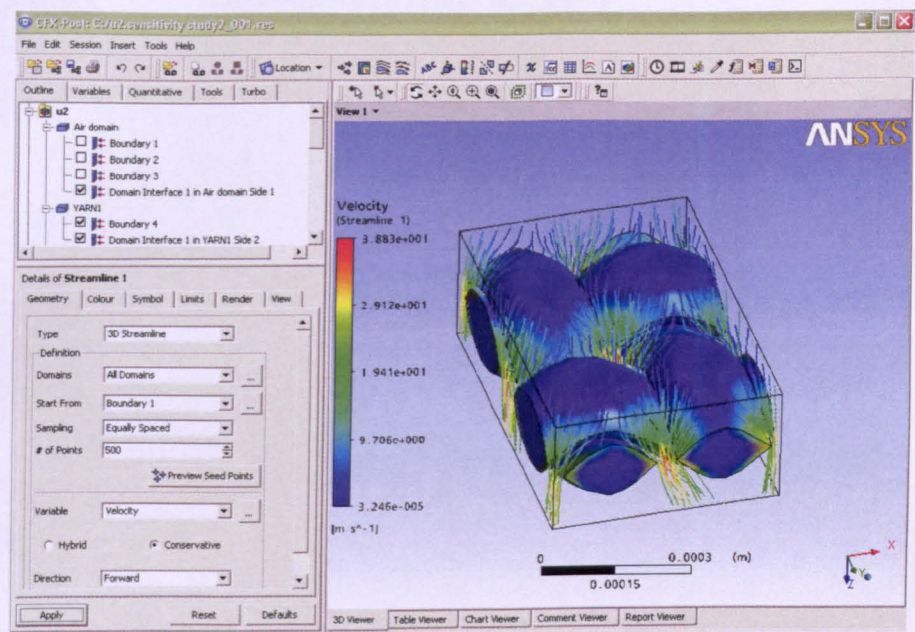 CFX-Post: C:/u2.sensitivity study2_001.res
File Edit Session Insert Tools Help
Location
Outline Variables Quantitative Tools Turbo
u2
Air domain
Boundary 1
Boundary 2
Boundary 3
Domain Interface 1 in Air domain Side 1
YARN1
Boundary 4
Domain Interface 1 in YARN1 Side 2
Details of Streamline 1
Geometry Colour Symbol Limits Render View
Type 3D Streamline
Definition
Domains All Domains ...
Start From Boundary 1 ...
Sampling Equally Spaced
# of Points 500
Preview Seed Points
Variable Velocity ...
Hybrid Conservative
Direction Forward
Apply Reset Defaults
View 1
ANSYS
Velocity
(Streamline 1)
3.883e+001
2.912e+001
1.941e+001
9.706e+000
3.246e-005
[m s^-1]
0 0.0003 (m)
0.00015
X
Y
Z
3D Viewer Table Viewer Chart Viewer Comment Viewer Report Viewer